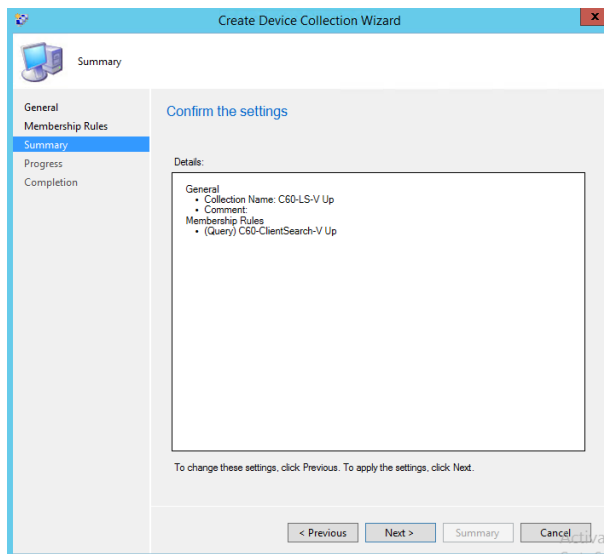 Create Device Collection Wizard
x
Summary
General
Membership Rules
Summary
Progress
Completion
Confirm the settings
Details:
General
• Collection Name: C60-LS-V Up
• Comment:
Membership Rules
• (Query) C60-ClientSearch-V Up
To change these settings, click Previous. To apply the settings, click Next.
< Previous
Next >
Summary
Cancel